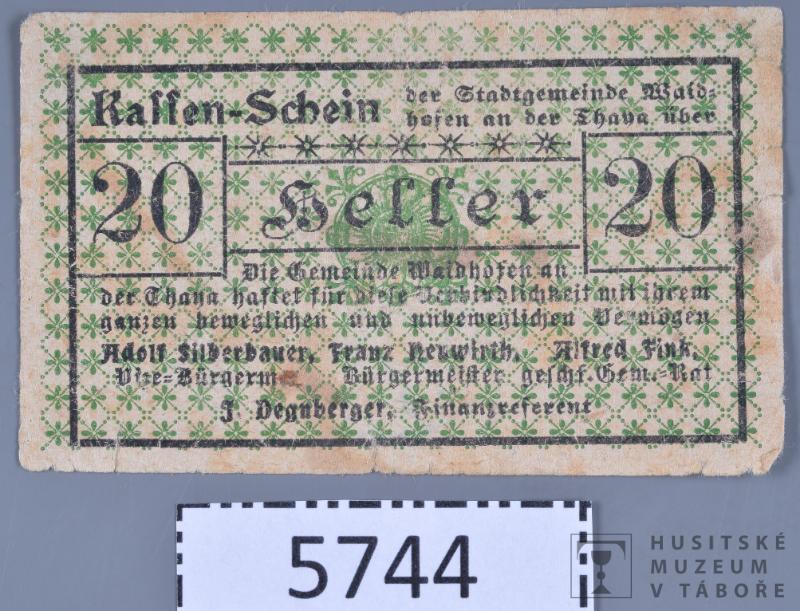 Kassen-Schein
der Stadtgemeinde Waid-
hofen an der Thaya über
20 Heller 20
Die Gemeinde Waidhofen an
der Thaya haftet für diese Verbindlichkeit mit ihrem
ganzen beweglichen und unbeweglichen Vermögen
Adolf Silberbauer, Franz Neuwirth, Alfred Fink,
Vize-Bürgerme Bürgermeister geschf. Gem.-Rat
J. Degnberger, Finanzreferent
5744
HUSITSKÉ
MUZEUM
V TÁBOŘE